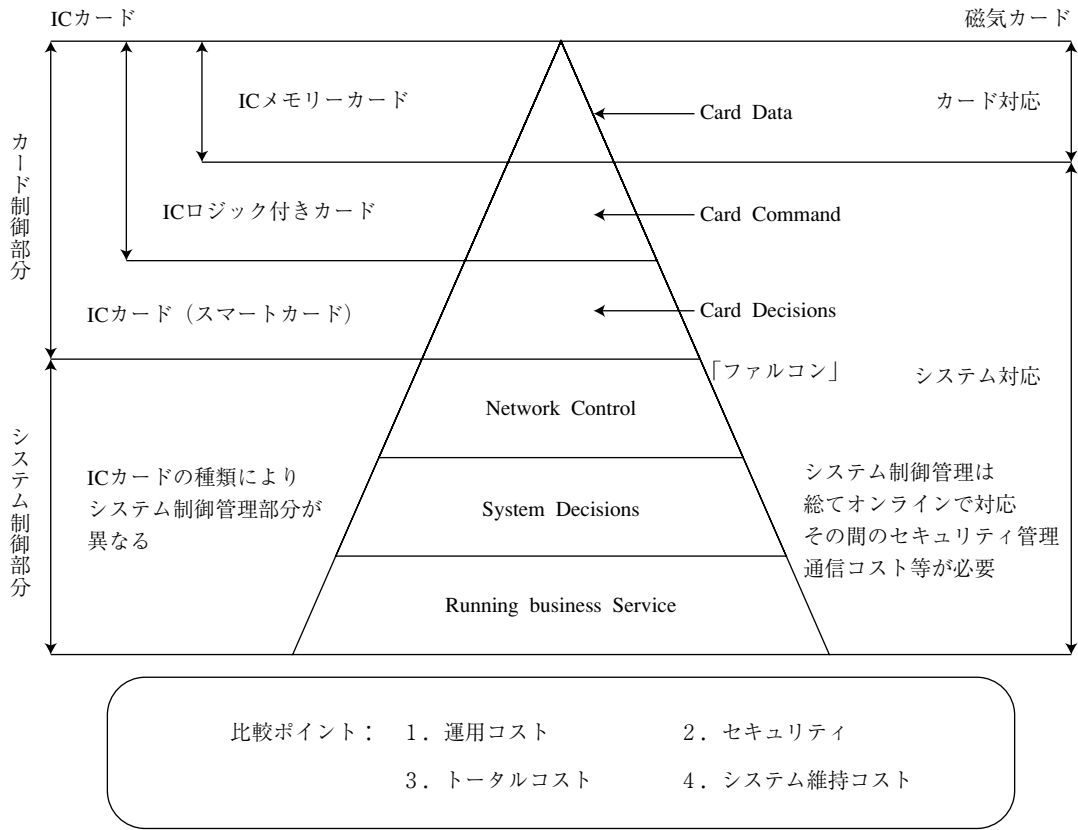 ICカード
磁気カード
ICメモリーカード
Card Data
カード対応
カード制御部分
ICロジック付きカード
Card Command
ICカード（スマートカード）
Card Decisions
「ファルコン」
システム対応
Network Control
システム制御部分
ICカードの種類により
システム制御管理部分が
異なる
System Decisions
システム制御管理は
総てオンラインで対応
その間のセキュリティ管理
通信コスト等が必要
Running business Service
比較ポイント： 1．運用コスト 2．セキュリティ
3．トータルコスト 4．システム維持コスト